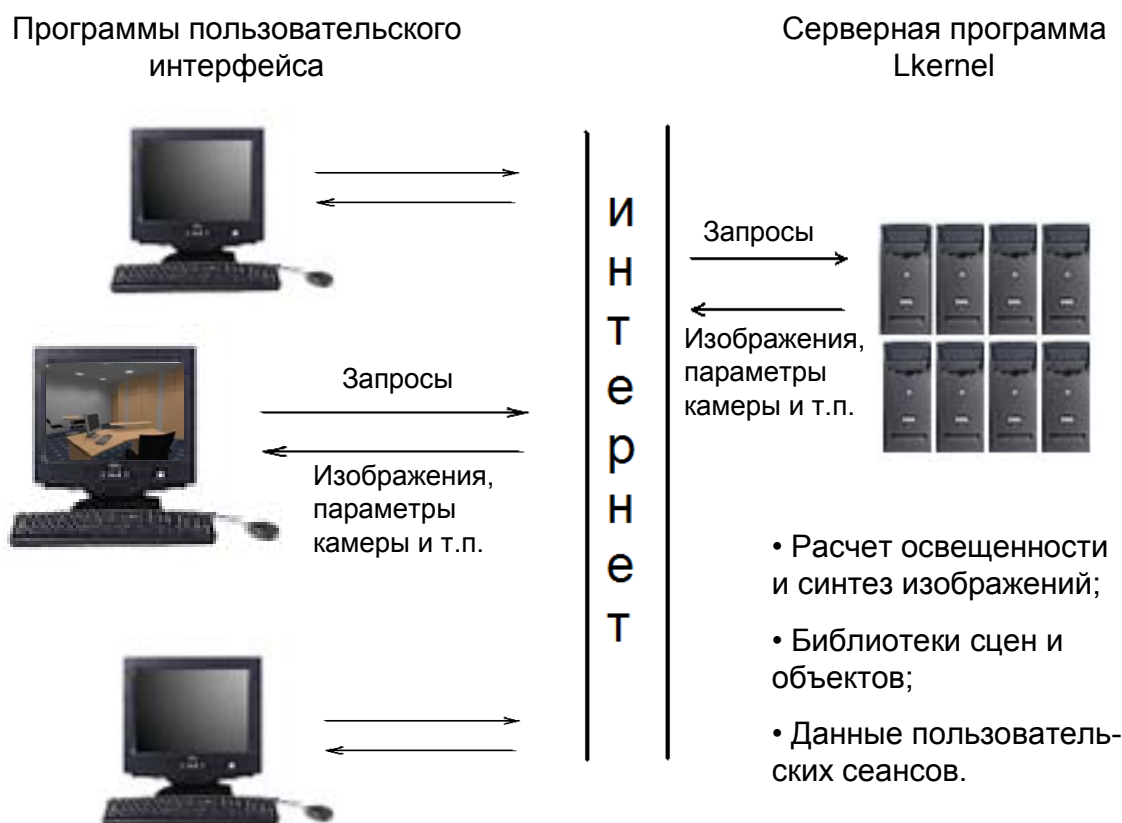 Программы пользовательского
интерфейса
Серверная программа
Lkernel
интернет
Запросы
Изображения,
параметры
камеры и т.п.
Запросы
Изображения,
параметры
камеры и т.п.
• Расчет освещенности
и синтез изображений;
• Библиотеки сцен и
объектов;
• Данные пользователь-
ских сеансов.